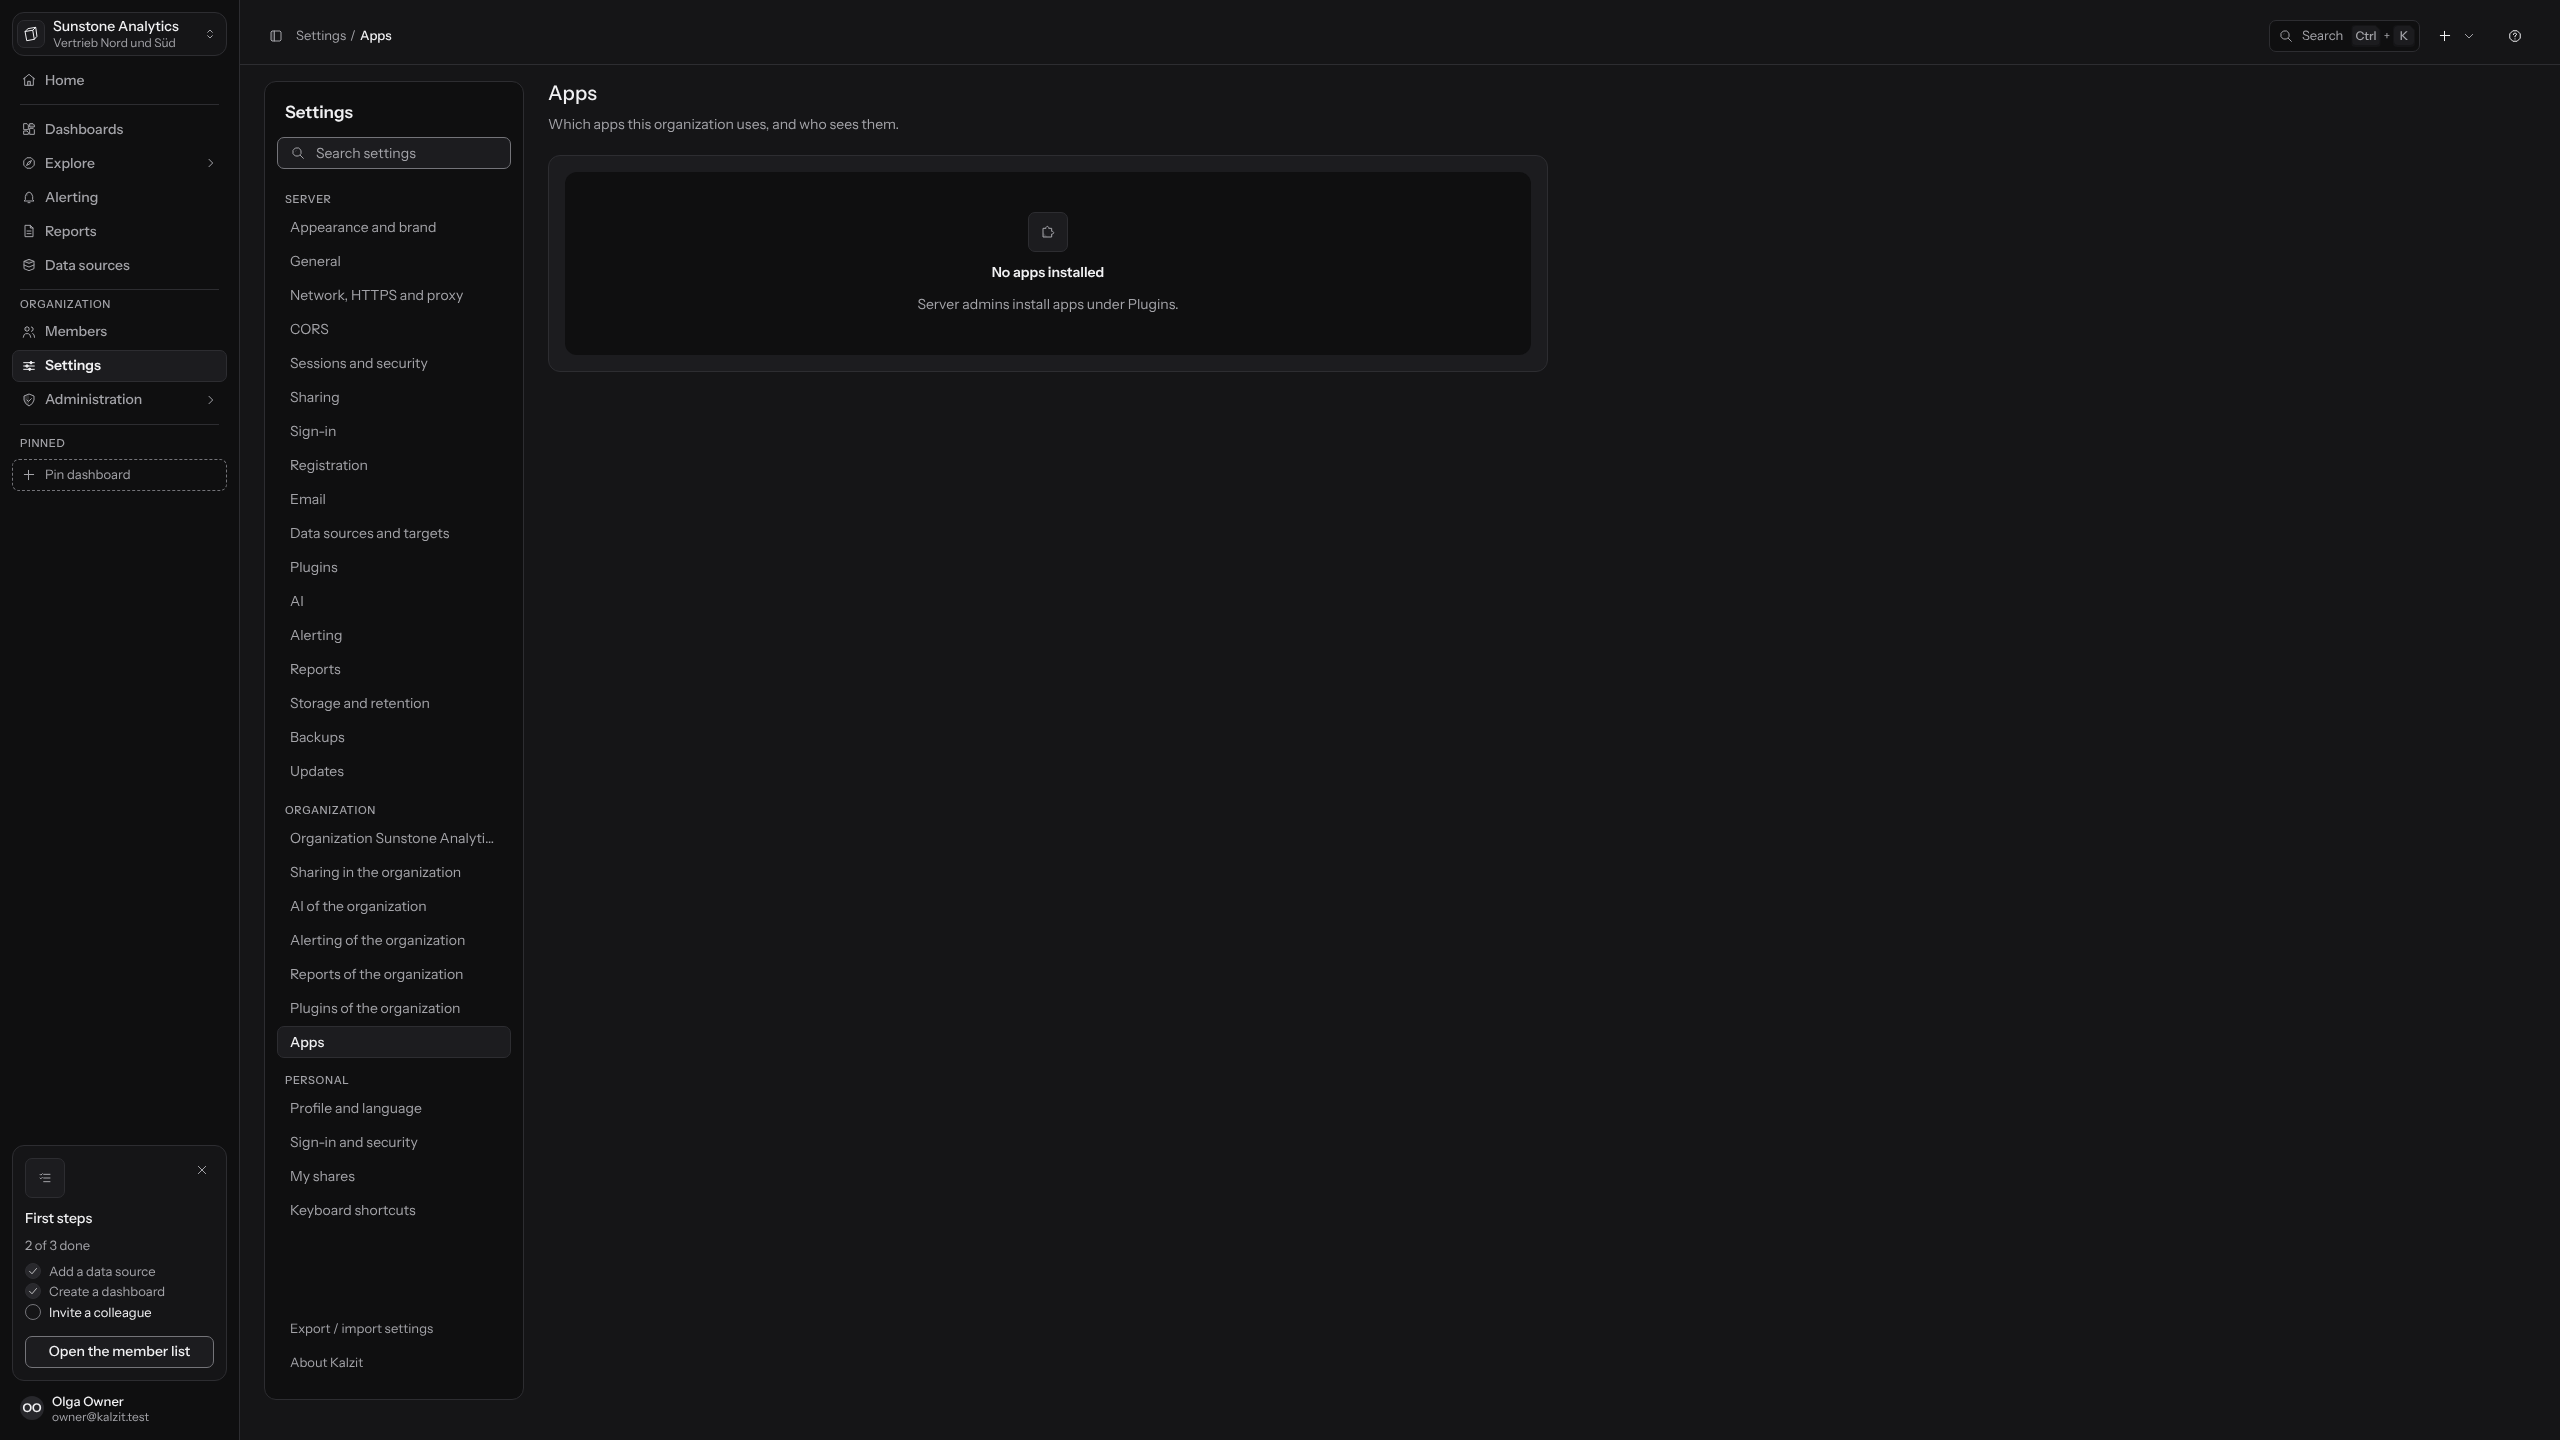 Sunstone Analytics
Vertrieb Nord und Süd
Home
Dashboards
Explore
Alerting
Reports
Data sources
ORGANIZATION
Members
Settings
Administration
PINNED
Pin dashboard
First steps
2 of 3 done
Add a data source
Create a dashboard
Invite a colleague
Open the member list
OO
Olga Owner
owner@kalzit.test
Settings / Apps
Search Ctrl + K
Settings
Search settings
SERVER
Appearance and brand
General
Network, HTTPS and proxy
CORS
Sessions and security
Sharing
Sign-in
Registration
Email
Data sources and targets
Plugins
AI
Alerting
Reports
Storage and retention
Backups
Updates
ORGANIZATION
Organization Sunstone Analyti...
Sharing in the organization
AI of the organization
Alerting of the organization
Reports of the organization
Plugins of the organization
Apps
PERSONAL
Profile and language
Sign-in and security
My shares
Keyboard shortcuts
Export / import settings
About Kalzit
Apps
Which apps this organization uses, and who sees them.
No apps installed
Server admins install apps under Plugins.